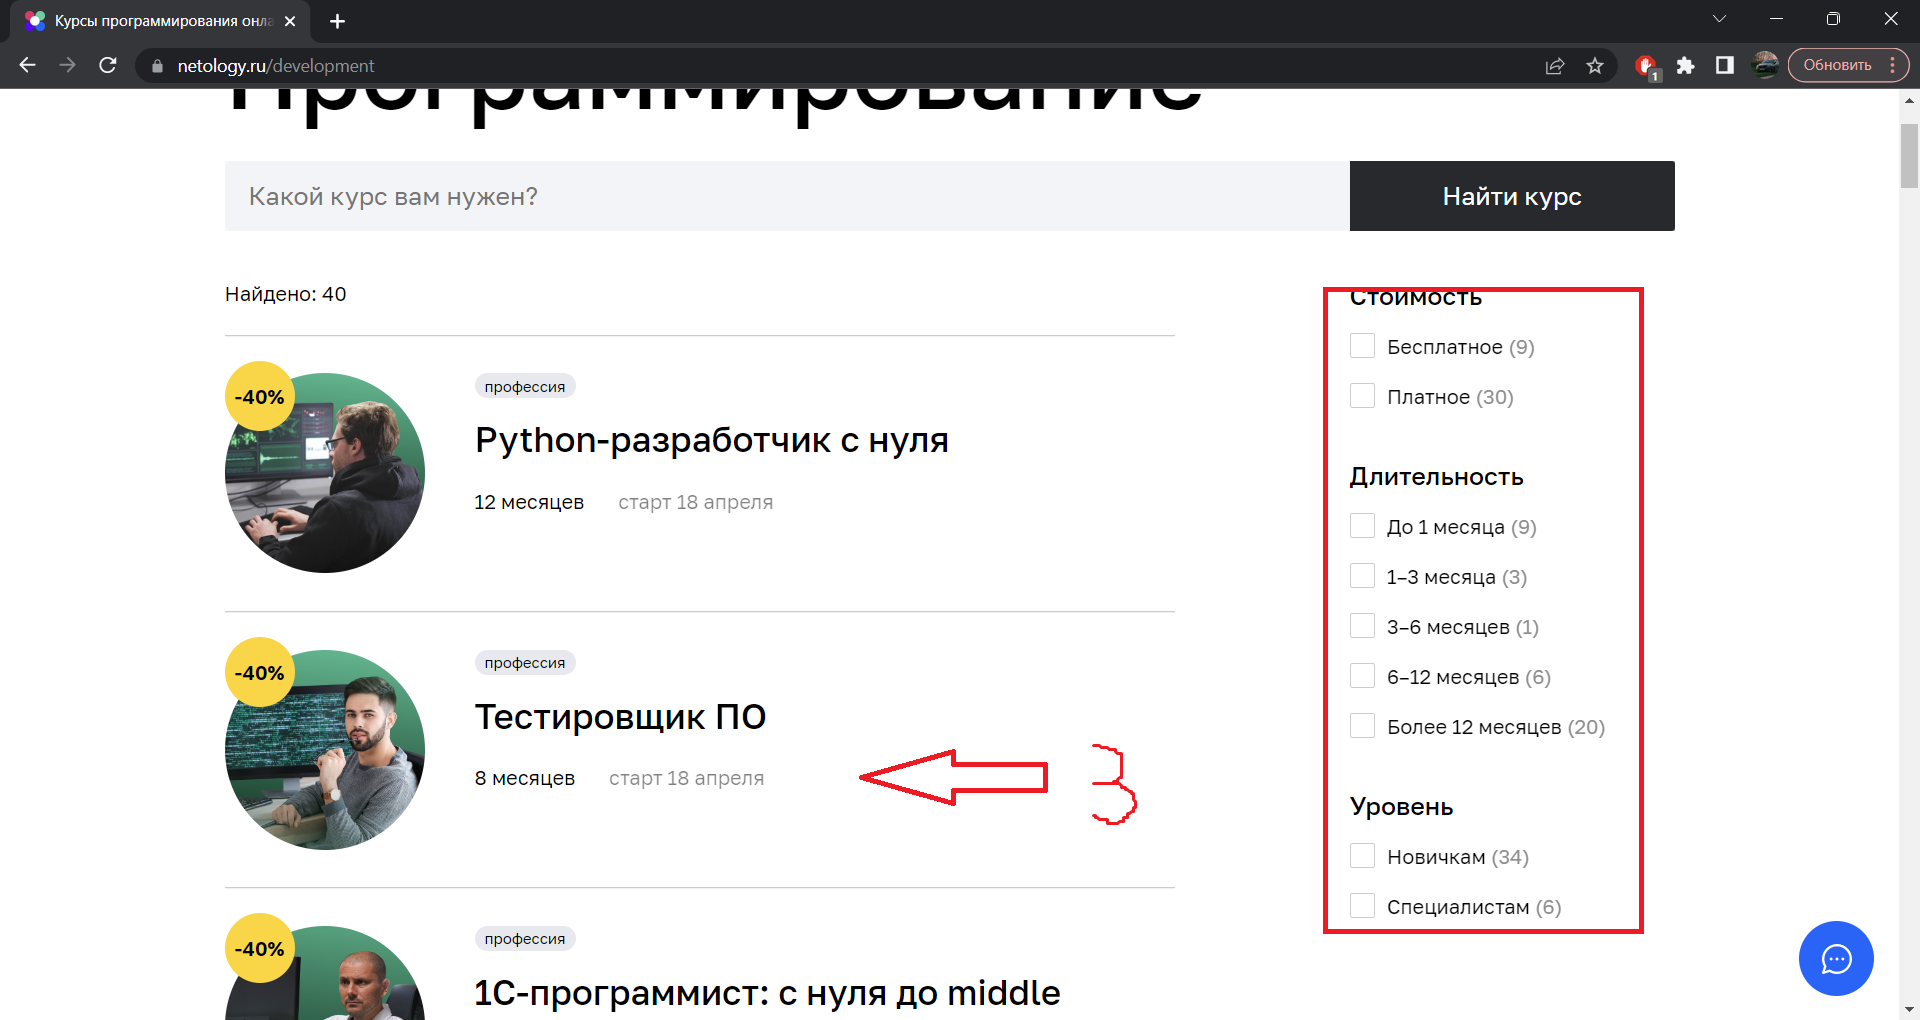 Курсы программирования онла
netology.ru/development
1
Обновить
Программирование
Какой курс вам нужен?
Найти курс
Найдено: 40
-40%
профессия
Python-разработчик с нуля
12 месяцев старт 18 апреля
-40%
профессия
Тестировщик ПО
8 месяцев старт 18 апреля
3
-40%
профессия
1С-программист: с нуля до middle
Стоимость
Бесплатное (9)
Платное (30)
Длительность
До 1 месяца (9)
1–3 месяца (3)
3–6 месяцев (1)
6–12 месяцев (6)
Более 12 месяцев (20)
Уровень
Новичкам (34)
Специалистам (6)